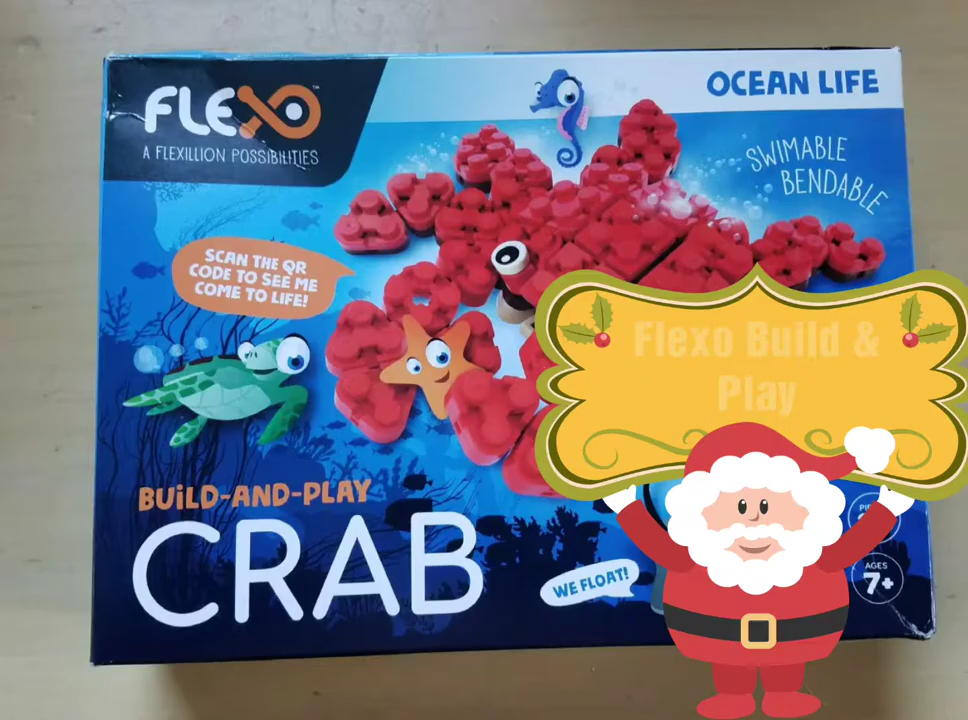 FLEXO™
A FLEXILLION POSSIBILITIES
OCEAN LIFE
SWIMABLE
BENDABLE
SCAN THE QR
CODE TO SEE ME
COME TO LIFE!
Flexo Build &
Play
BUILD-AND-PLAY
CRAB
WE FLOAT!
AGES
7+